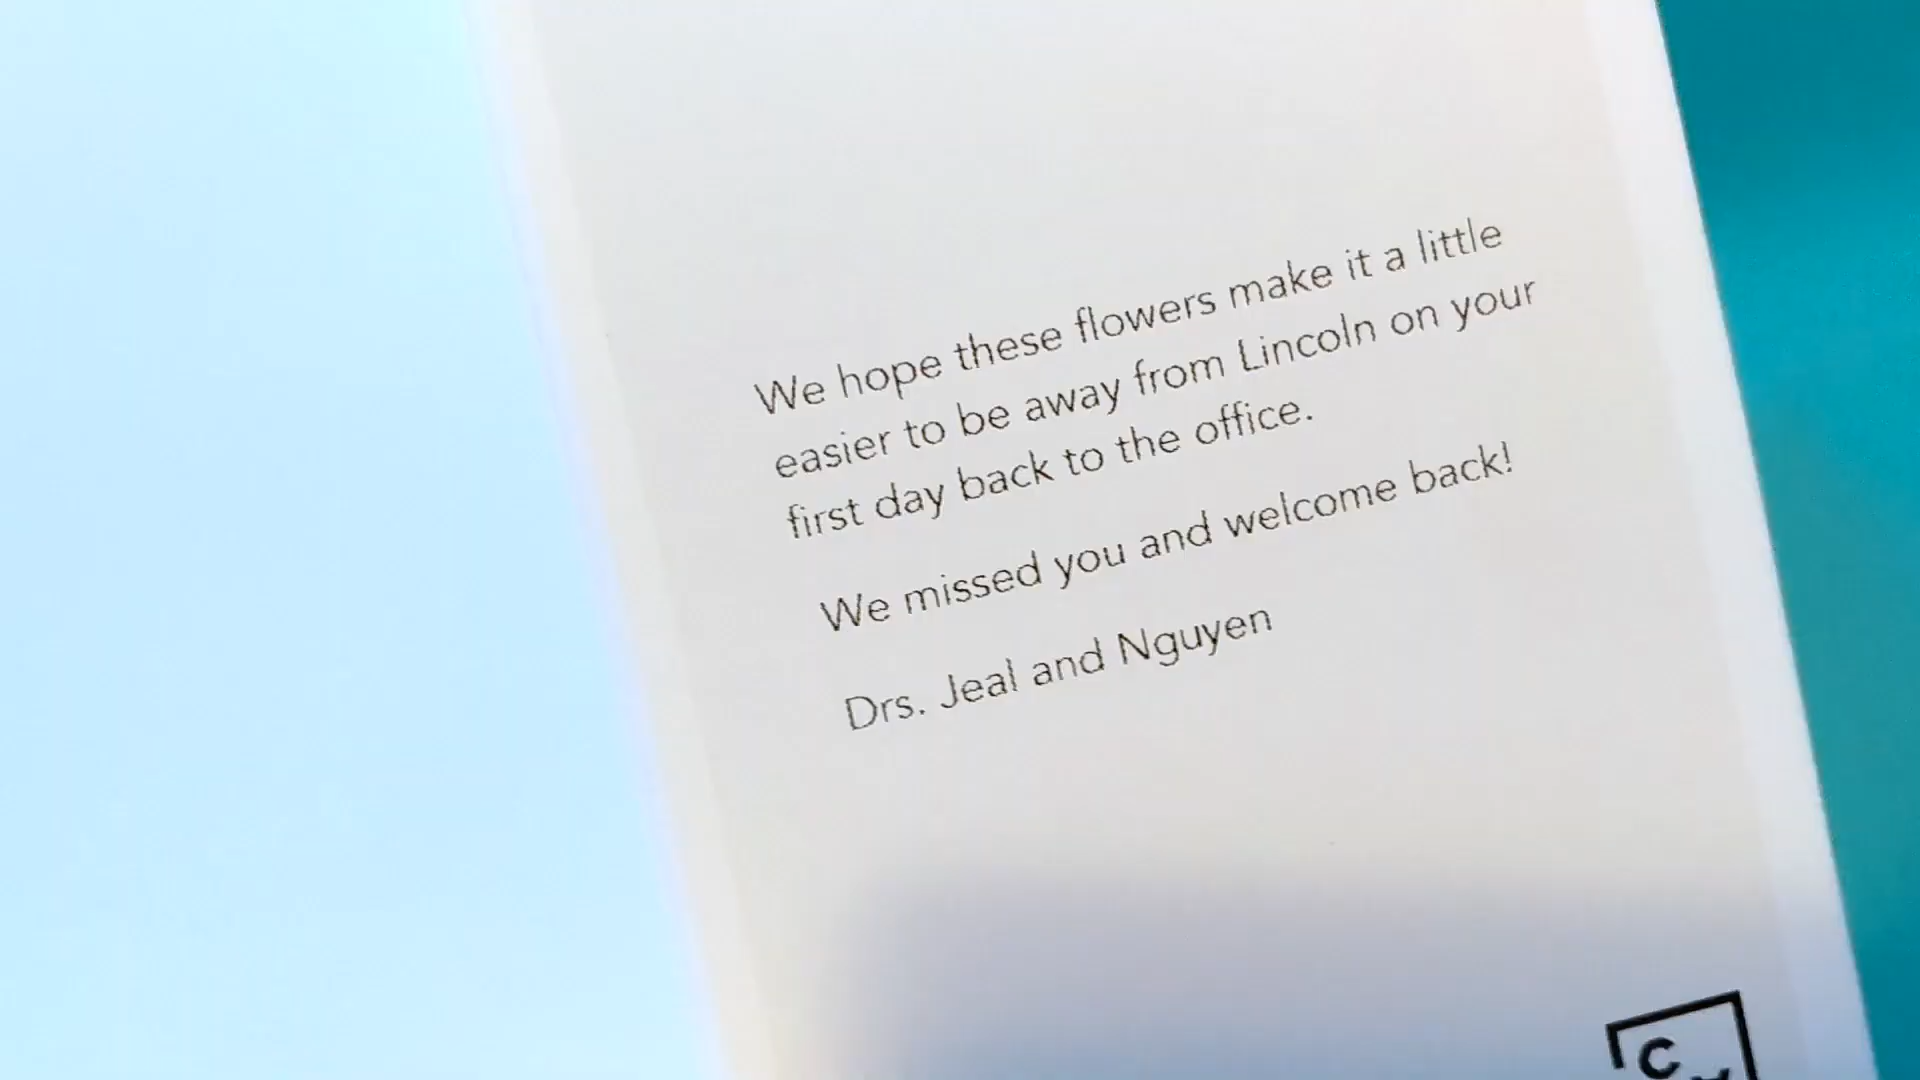 We hope these flowers make it a little
easier to be away from Lincoln on your
first day back to the office.
We missed you and welcome back!
Drs. Jeal and Nguyen
C